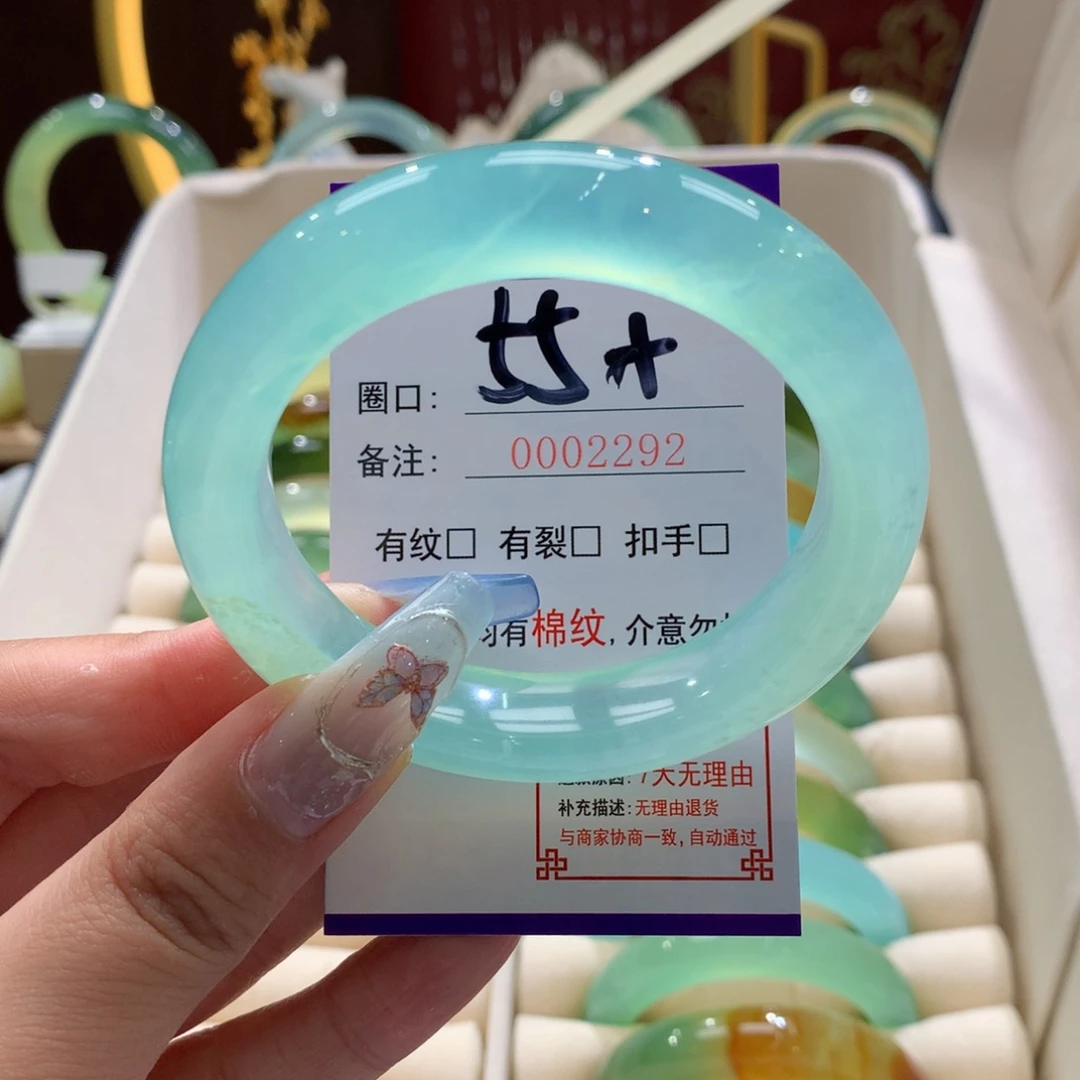 圈口： 55+
备注： 0002292
有纹□ 有裂□ 扣手□
有棉纹，介意勿
7天无理由
补充描述：无理由退货
与商家协商一致，自动通过